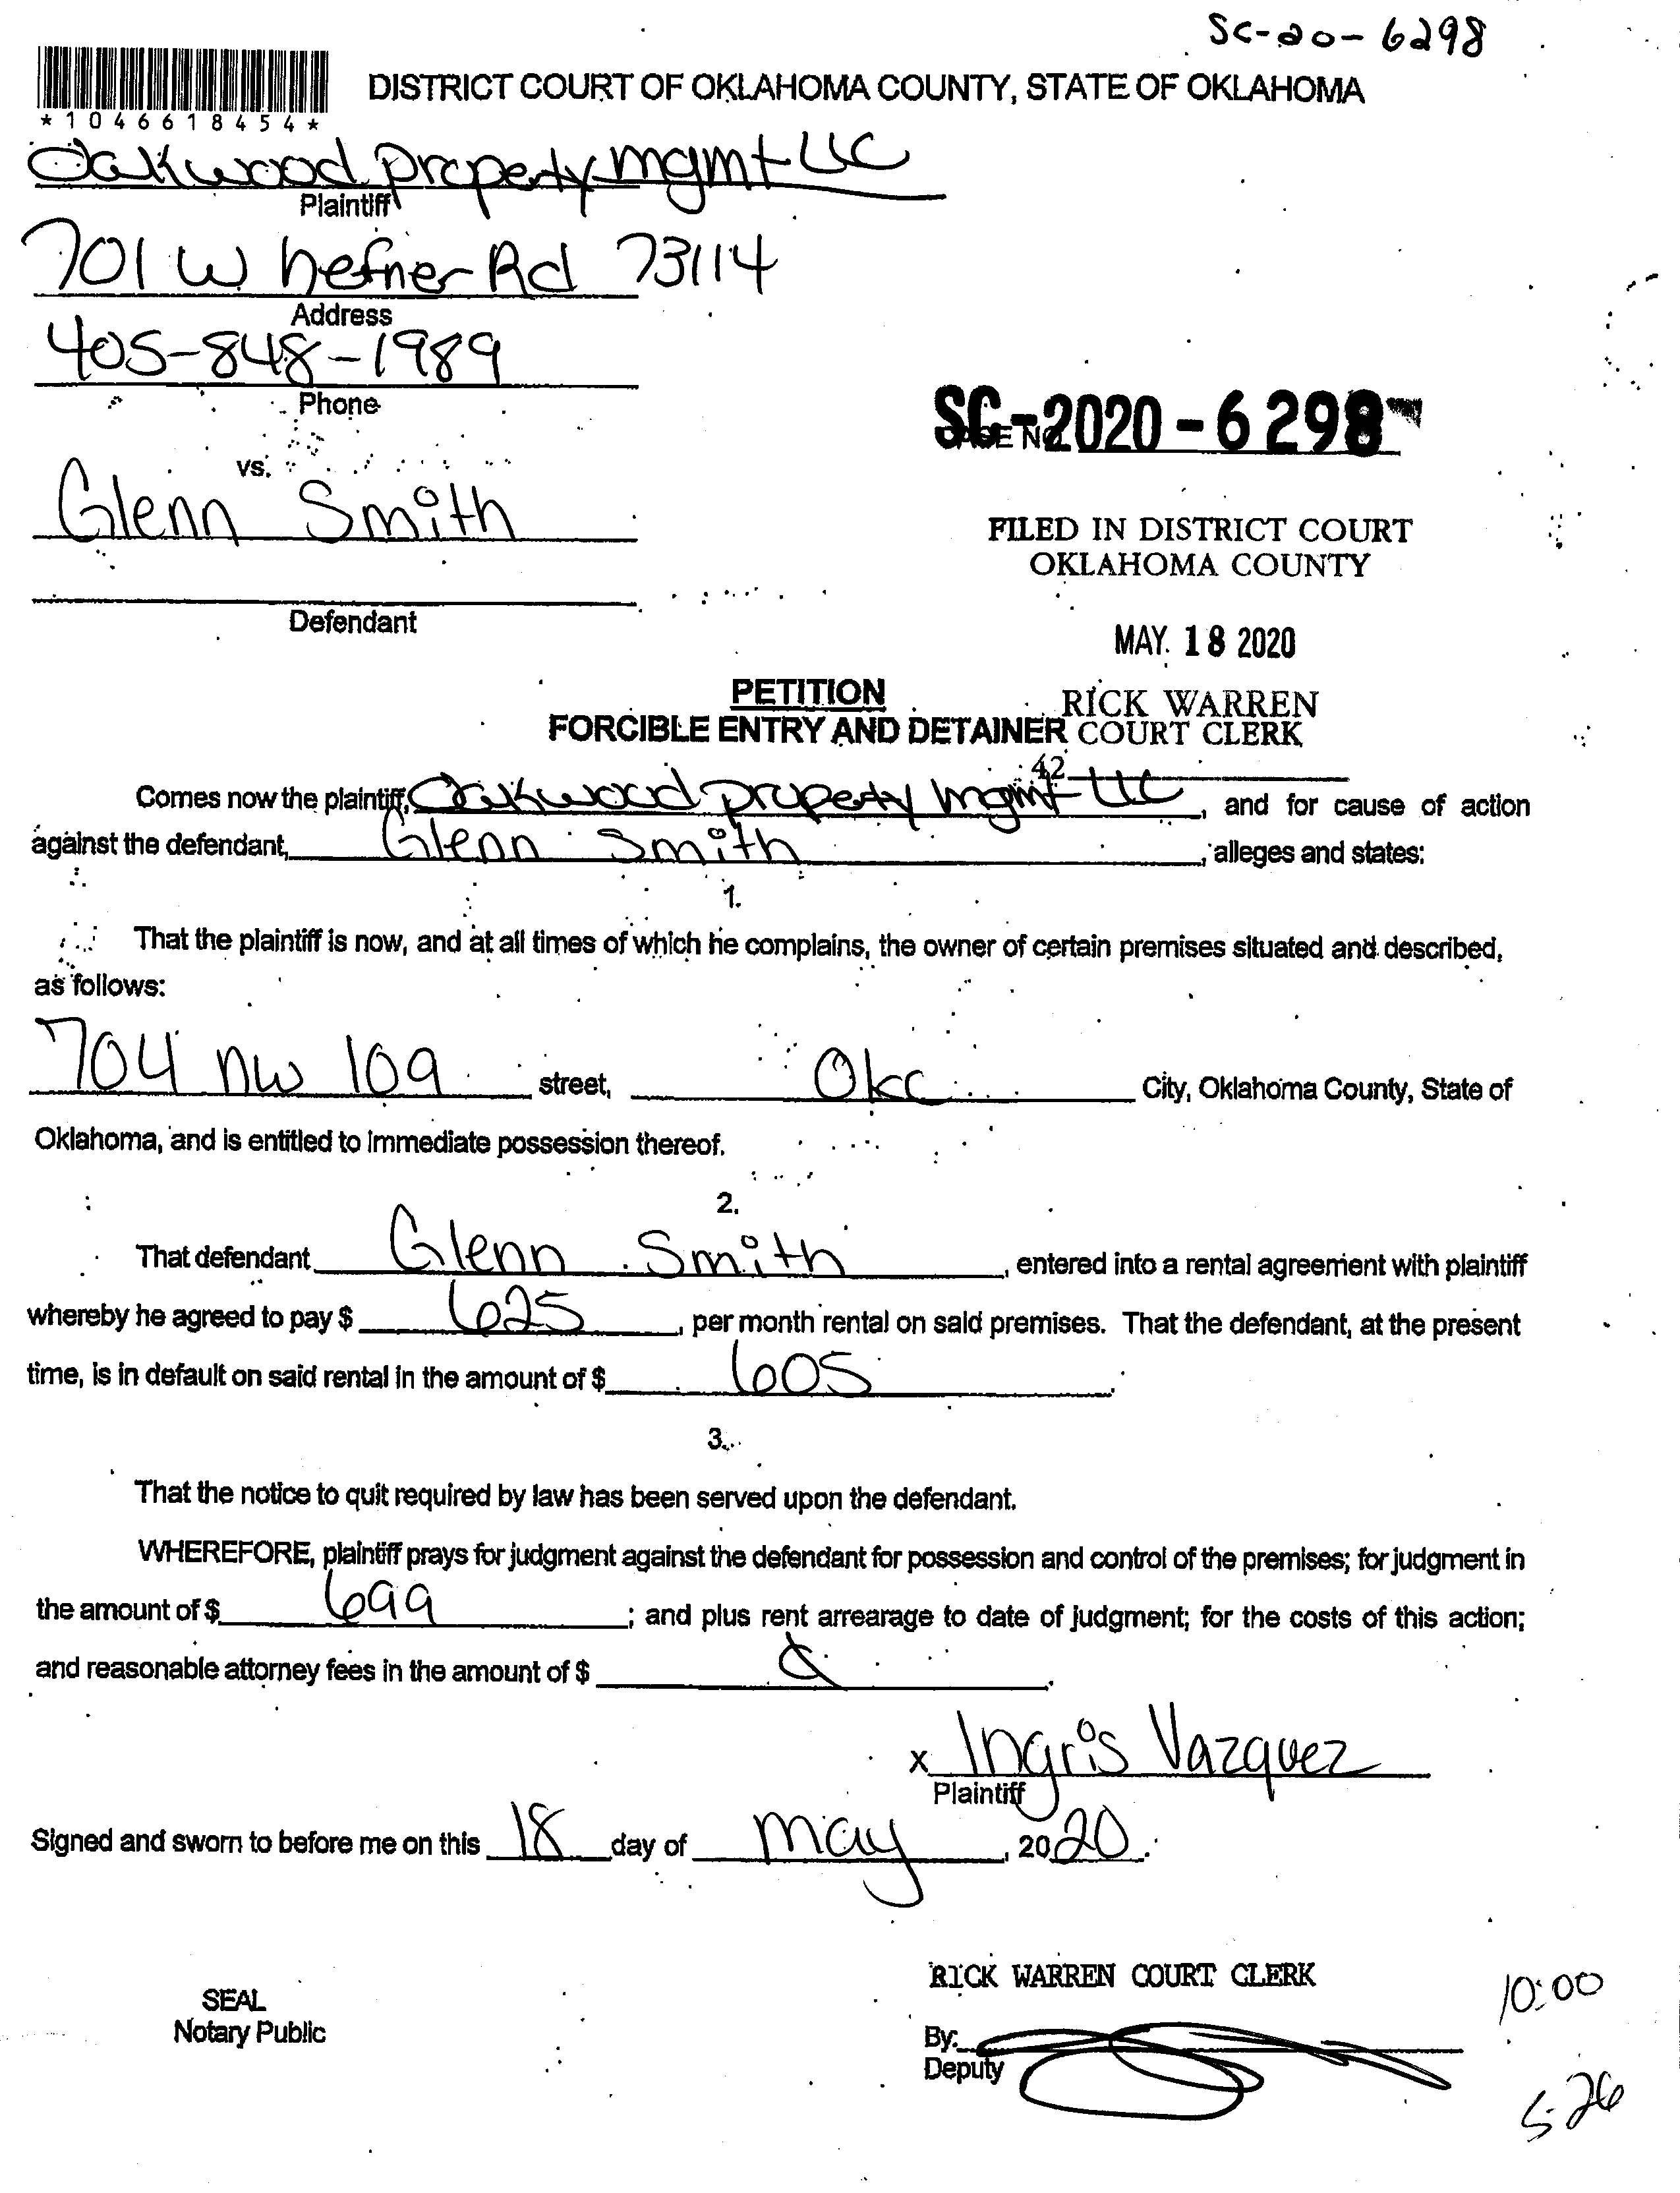 SC-20-6298
DISTRICT COURT OF OKLAHOMA COUNTY, STATE OF OKLAHOMA
*1046618454*
Oakwood property mgmt LLC
Plaintiff
701 W hefner Rd 73114
Address
405-848-1989
Phone
SC-2020-6298
CASE NO.
vs.
Glenn Smith
FILED IN DISTRICT COURT
OKLAHOMA COUNTY
Defendant
MAY. 18 2020
PETITION
RICK WARREN
FORCIBLE ENTRY AND DETAINER
COURT CLERK
42
Comes now the plaintiff, Oakwood property mgmt LLC, and for cause of action
against the defendant, Glenn Smith, alleges and states:
1.
That the plaintiff is now, and at all times of which he complains, the owner of certain premises situated and described,
as follows:
704 NW 109 street, OKC City, Oklahoma County, State of
Oklahoma, and is entitled to immediate possession thereof.
2.
That defendant Glenn Smith, entered into a rental agreement with plaintiff
whereby he agreed to pay $ 625, per month rental on said premises. That the defendant, at the present
time, is in default on said rental in the amount of $ 605.
3.
That the notice to quit required by law has been served upon the defendant.
WHEREFORE, plaintiff prays for judgment against the defendant for possession and control of the premises; for judgment in
the amount of $ 699; and plus rent arrearage to date of judgment; for the costs of this action;
and reasonable attorney fees in the amount of $
x Ingris Vazquez
Plaintiff
Signed and sworn to before me on this 18 day of may, 2020.
RICK WARREN COURT CLERK
10:00
SEAL
Notary Public
By:
Deputy
5-26